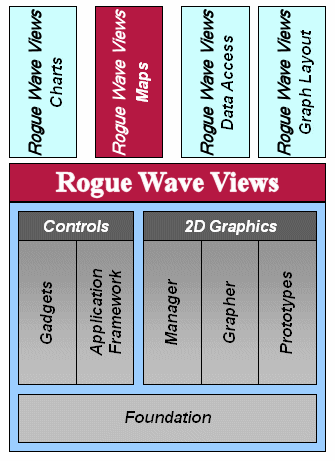 Rogue Wave Views
Charts
Rogue Wave Views
Maps
Rogue Wave Views
Data Access
Rogue Wave Views
Graph Layout
Rogue Wave Views
Controls
2D Graphics
Gadgets
Application
Framework
Manager
Grapher
Prototypes
Foundation